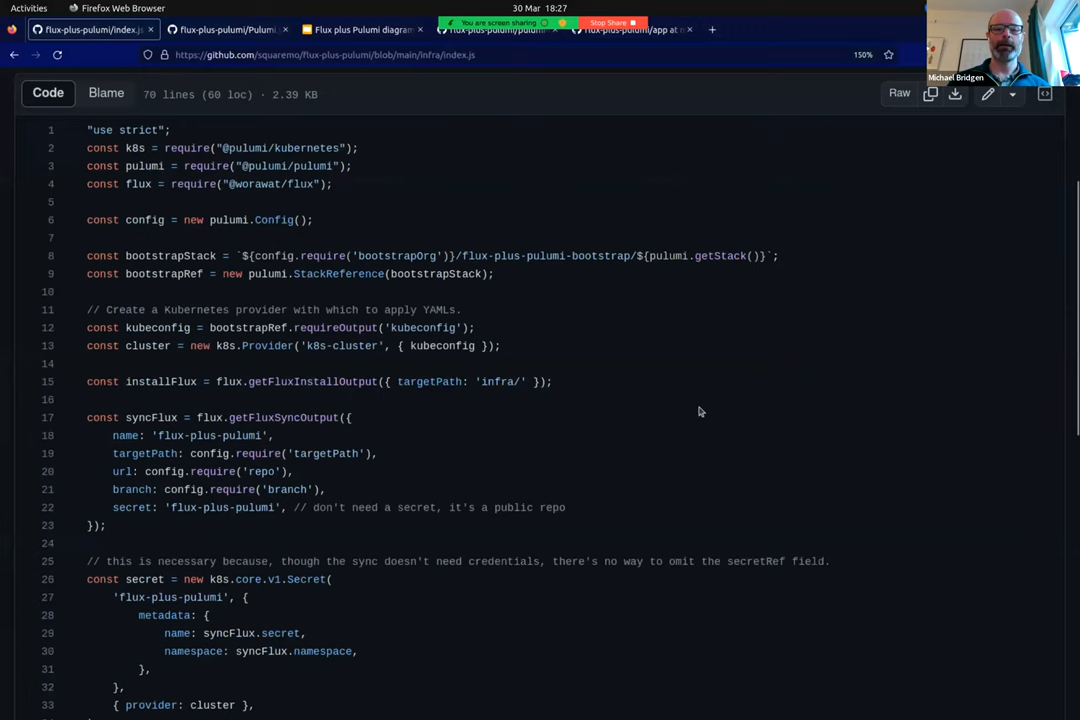 Activities
Firefox Web Browser
30 Mar 18:27
flux-plus-pulumi/index.js
flux-plus-pulumi/Pulumi.
Flux plus Pulumi diagram
You are screen sharing
Stop Share
flux-plus-pulumi/app at m
https://github.com/squaremo/flux-plus-pulumi/blob/main/infra/index.js
150%
Michael Bridgen
Code
Blame
70 lines (60 loc) · 2.39 KB
Raw
1 "use strict";
2 const k8s = require("@pulumi/kubernetes");
3 const pulumi = require("@pulumi/pulumi");
4 const flux = require("@worawat/flux");
5
6 const config = new pulumi.Config();
7
8 const bootstrapStack = `${config.require('bootstrapOrg')}/flux-plus-pulumi-bootstrap/${pulumi.getStack()}`;
9 const bootstrapRef = new pulumi.StackReference(bootstrapStack);
10
11 // Create a Kubernetes provider with which to apply YAMLs.
12 const kubeconfig = bootstrapRef.requireOutput('kubeconfig');
13 const cluster = new k8s.Provider('k8s-cluster', { kubeconfig });
14
15 const installFlux = flux.getFluxInstallOutput({ targetPath: 'infra/' });
16
17 const syncFlux = flux.getFluxSyncOutput({
18 name: 'flux-plus-pulumi',
19 targetPath: config.require('targetPath'),
20 url: config.require('repo'),
21 branch: config.require('branch'),
22 secret: 'flux-plus-pulumi', // don't need a secret, it's a public repo
23 });
24
25 // this is necessary because, though the sync doesn't need credentials, there's no way to omit the secretRef field.
26 const secret = new k8s.core.v1.Secret(
27 'flux-plus-pulumi', {
28 metadata: {
29 name: syncFlux.secret,
30 namespace: syncFlux.namespace,
31 },
32 },
33 { provider: cluster },